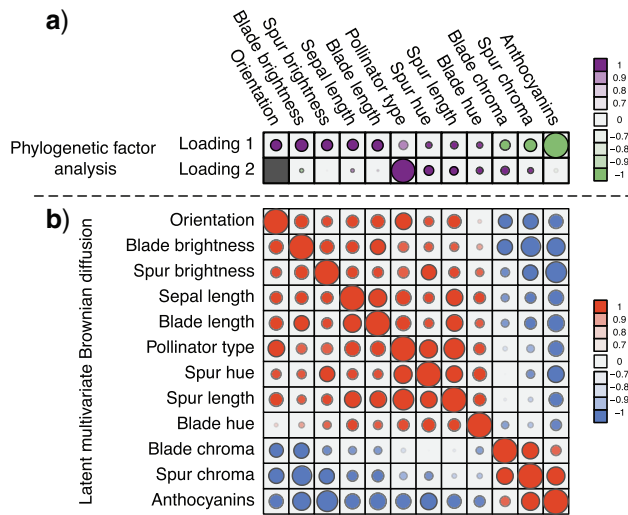 a)
Orientation
Blade brightness
Spur brightness
Sepal length
Blade length
Pollinator type
Spur hue
Spur length
Blade hue
Blade chroma
Spur chroma
Anthocyanins
Phylogenetic factor
analysis
Loading 1
Loading 2
1
0.9
0.8
0.7
0
−0.7
−0.8
−0.9
−1
b)
Latent multivariate Brownian diffusion
Orientation
Blade brightness
Spur brightness
Sepal length
Blade length
Pollinator type
Spur hue
Spur length
Blade hue
Blade chroma
Spur chroma
Anthocyanins
1
0.9
0.8
0.7
0
−0.7
−0.8
−0.9
−1